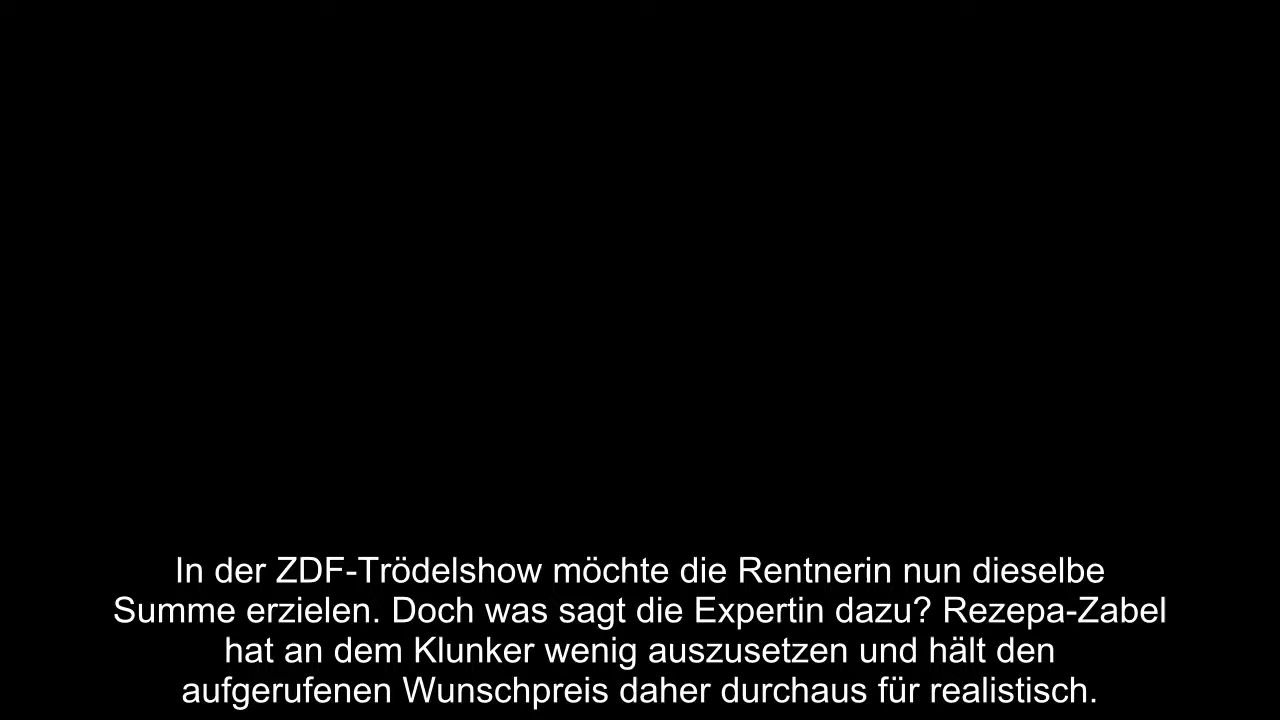 In der ZDF-Trödelshow möchte die Rentnerin nun dieselbe
Summe erzielen. Doch was sagt die Expertin dazu? Rezepa-Zabel
hat an dem Klunker wenig auszusetzen und hält den
aufgerufenen Wunschpreis daher durchaus für realistisch.